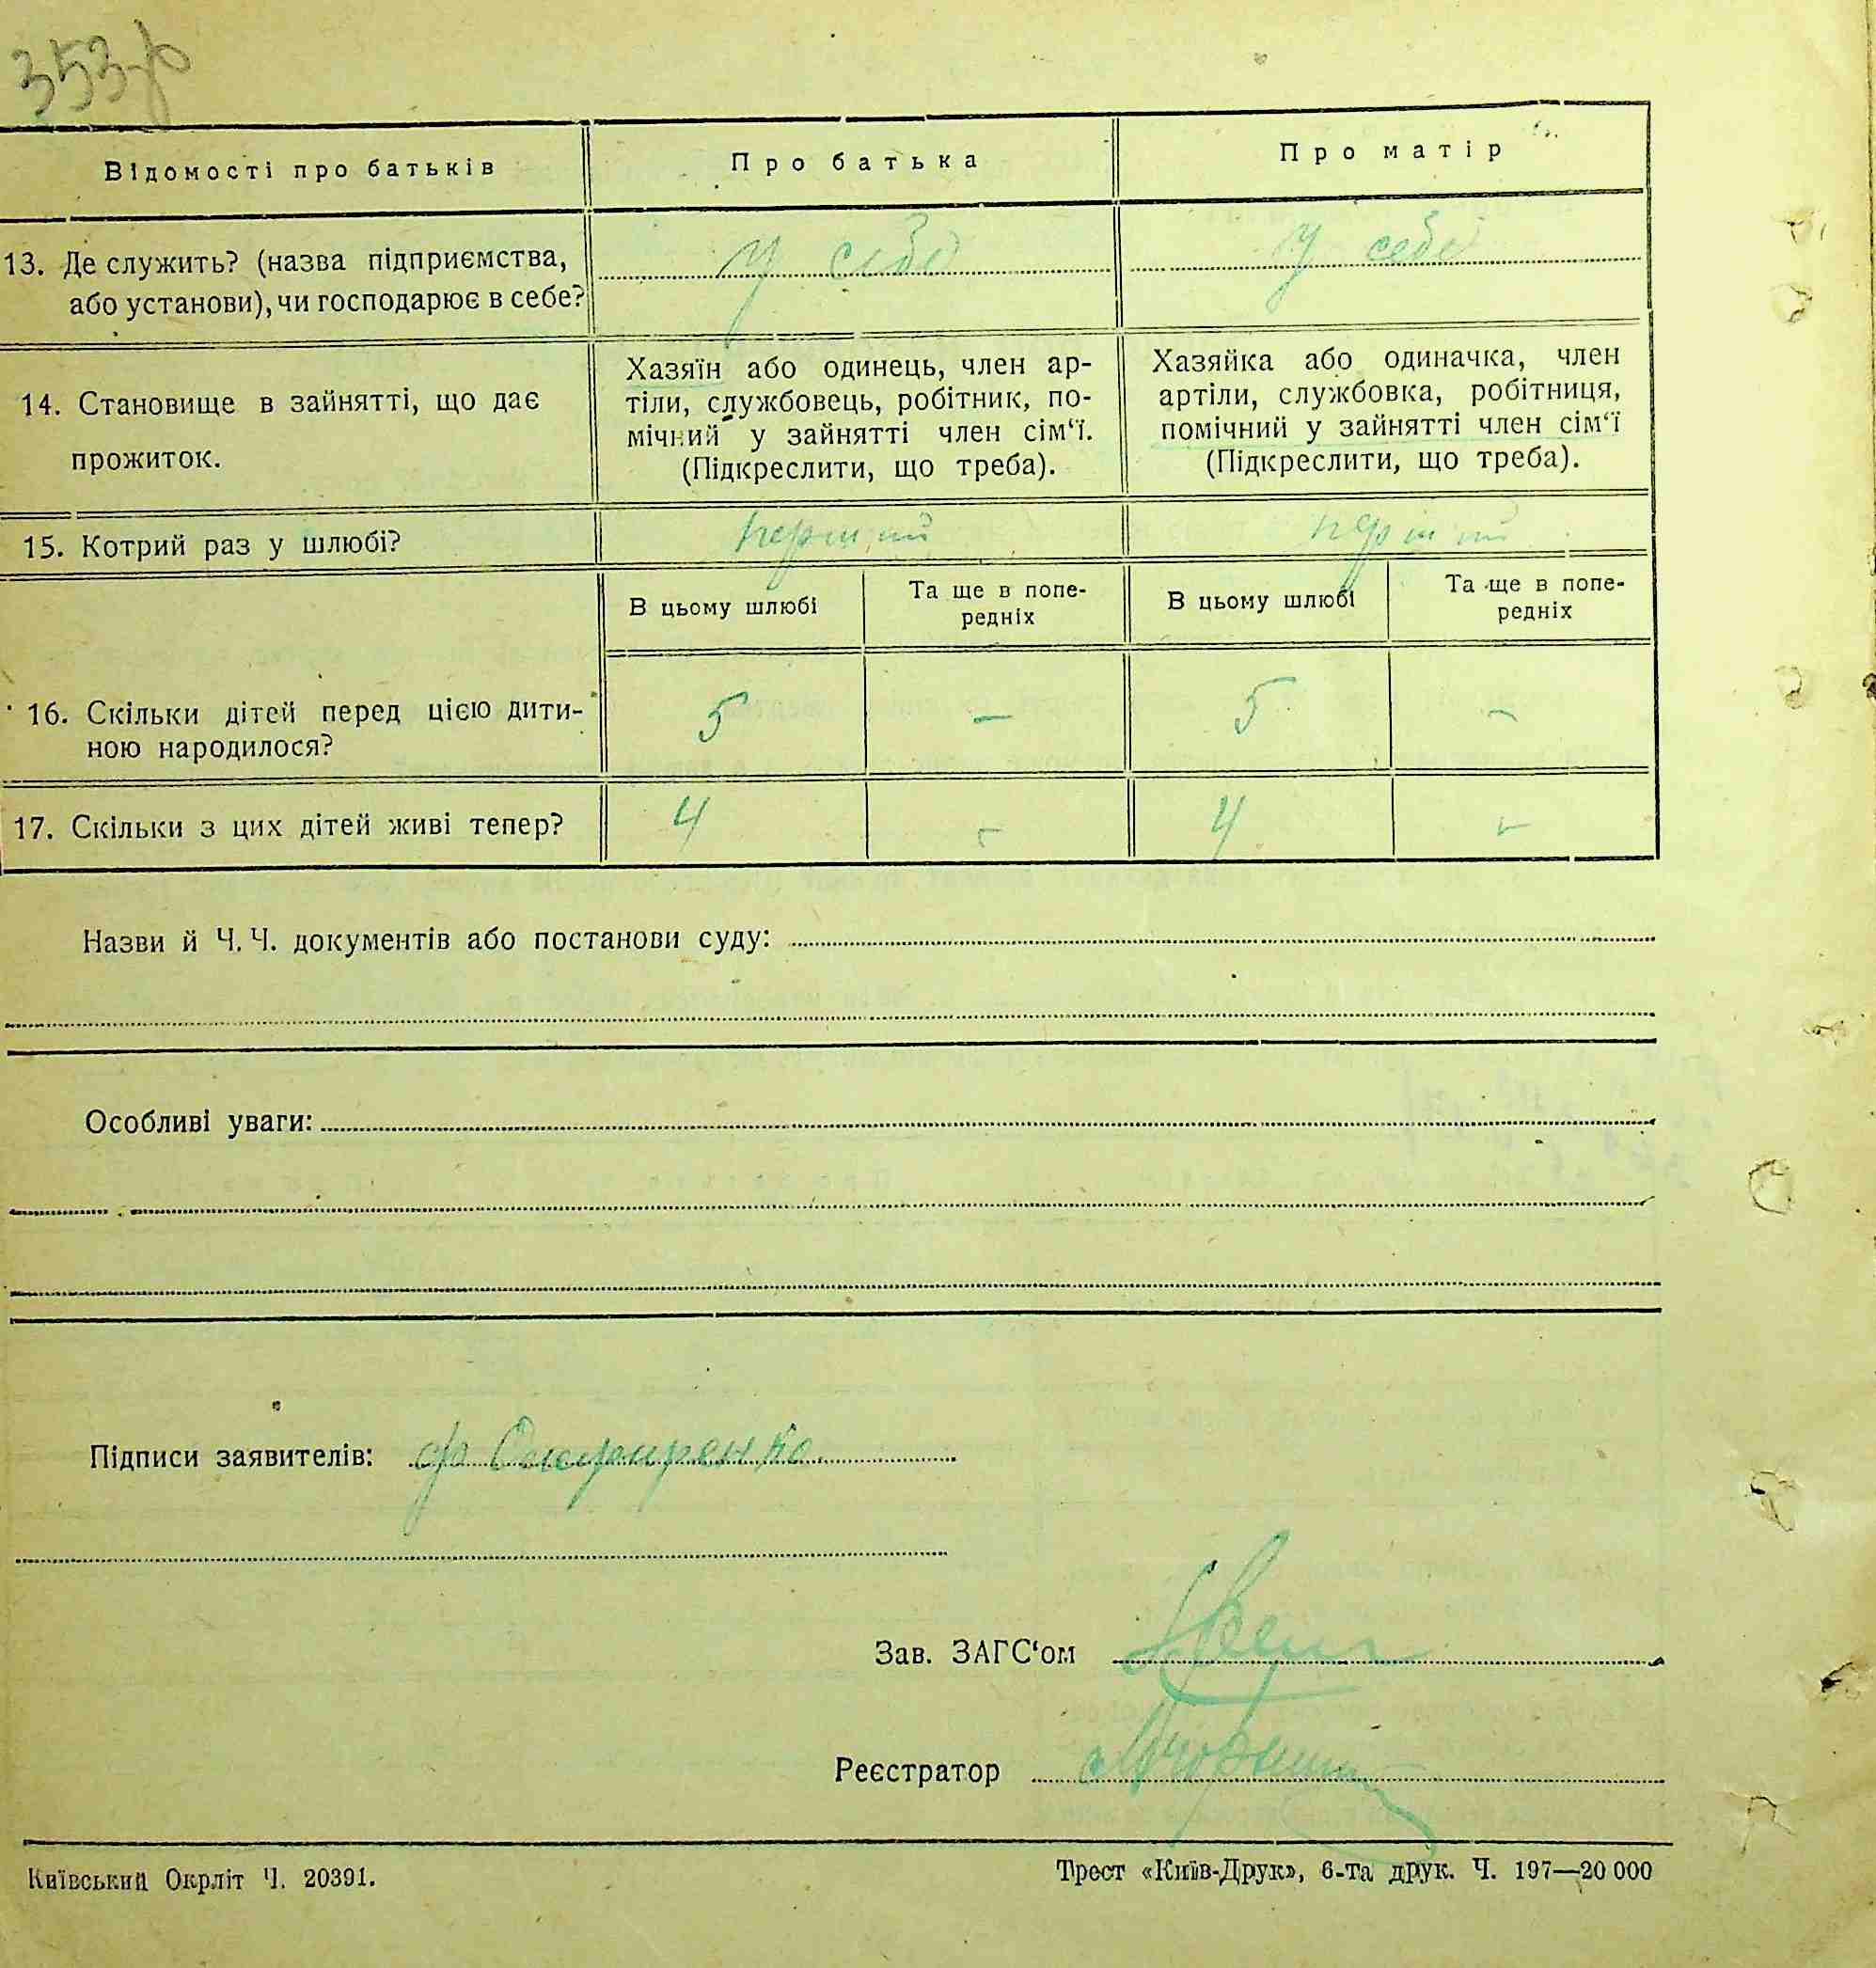 Відомості про батьків
Про батька
Про матір
13. Де служить? (назва підприємства,
або установи), чи господарює в себе?
У себе
У себе
14. Становище в зайнятті, що дає
прожиток.
Хазяїн або одинець, член ар-
тіли, службовець, робітник, по-
мічний у зайнятті член сім‘ї.
(Підкреслити, що треба).
Хазяйка або одиначка, член
артіли, службовка, робітниця,
помічний у зайнятті член сім‘ї
(Підкреслити, що треба).
15. Котрий раз у шлюбі?
перший
перший
В цьому шлюбі
Та ще в попе-
редніх
В цьому шлюбі
Та ще в попе-
редніх
16. Скільки дітей перед цією дити-
ною народилося?
5
—
5
—
17. Скільки з цих дітей живі тепер?
4
-
4
-
Назви й Ч. Ч. документів або постанови суду:
Особливі уваги:
Підписи заявителів:
Зав. ЗАГС‘ом
Реєстратор
Київський Окрліт Ч. 20391.
Трест «Київ-Друк», 6-та друк. Ч. 197—20 000